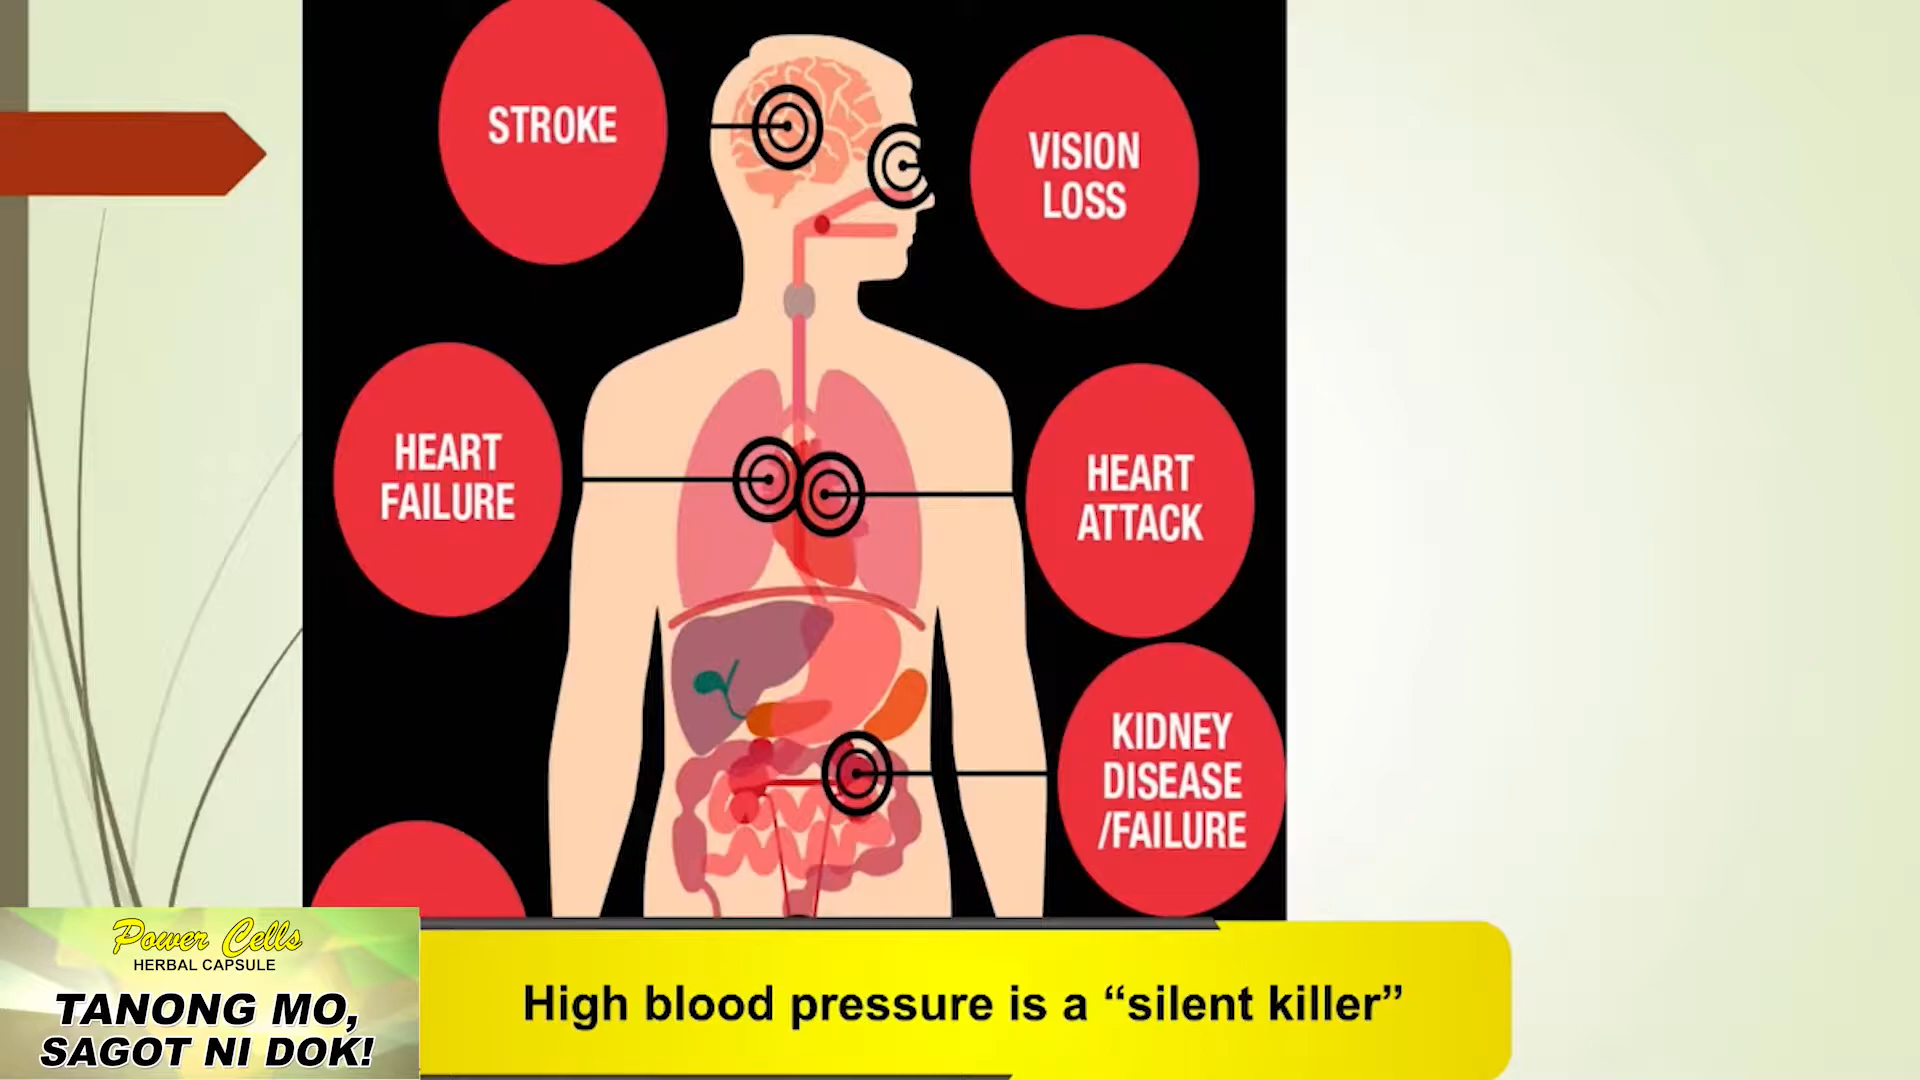 STROKE
VISION
LOSS
HEART
FAILURE
HEART
ATTACK
KIDNEY
DISEASE
/FAILURE
Power Cells
HERBAL CAPSULE
TANONG MO,
SAGOT NI DOK!
High blood pressure is a “silent killer”